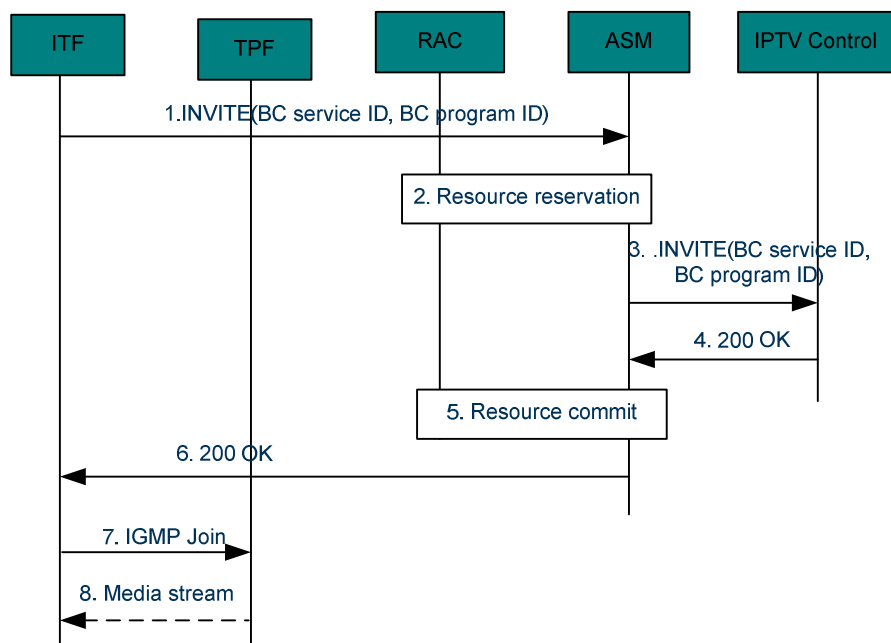 ITF
TPF
RAC
ASM
IPTV Control
1.INVITE(BC service ID, BC program ID)
2. Resource reservation
3. .INVITE(BC service ID,
BC program ID)
4. 200 OK
5. Resource commit
6. 200 OK
7. IGMP Join
8. Media stream